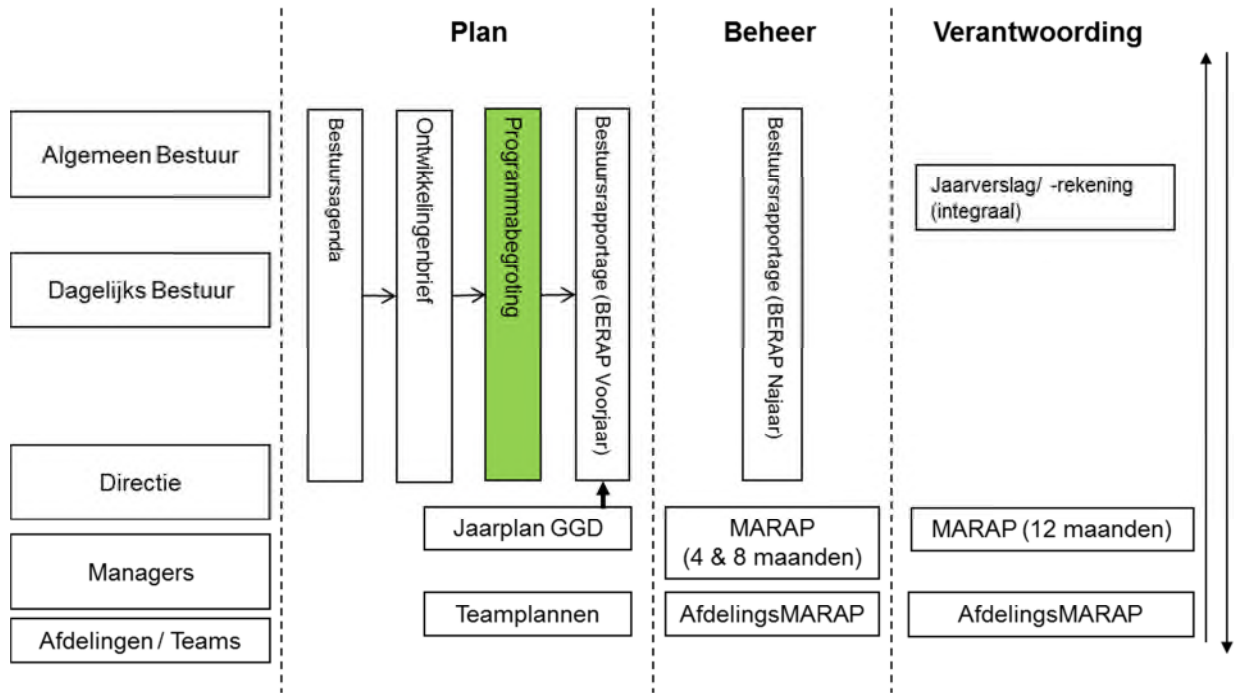 Plan
Beheer
Verantwoording
Algemeen Bestuur
Dagelijks Bestuur
Directie
Managers
Afdelingen / Teams
Bestuursagenda
Ontwikkelingenbrief
Programmabegroting
Bestuursrapportage (BERAP Voorjaar)
Jaarplan GGD
Teamplannen
Bestuursrapportage (BERAP Najaar)
MARAP
(4 & 8 maanden)
AfdelingsMARAP
Jaarverslag/ -rekening
(integraal)
MARAP (12 maanden)
AfdelingsMARAP